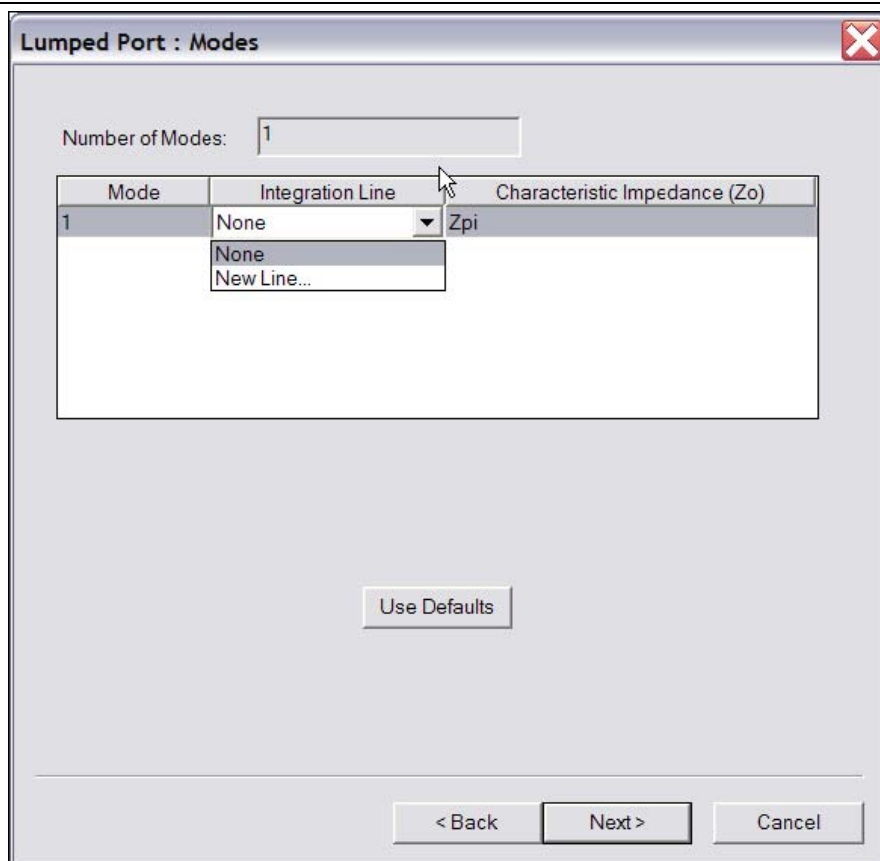 Lumped Port : Modes
Number of Modes: 1
Mode Integration Line Characteristic Impedance (Zo)
1 None Zpi
None
New Line...
Use Defaults
< Back Next > Cancel